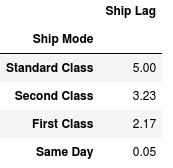 Ship Lag
Ship Mode
Standard Class 5.00
Second Class 3.23
First Class 2.17
Same Day 0.05